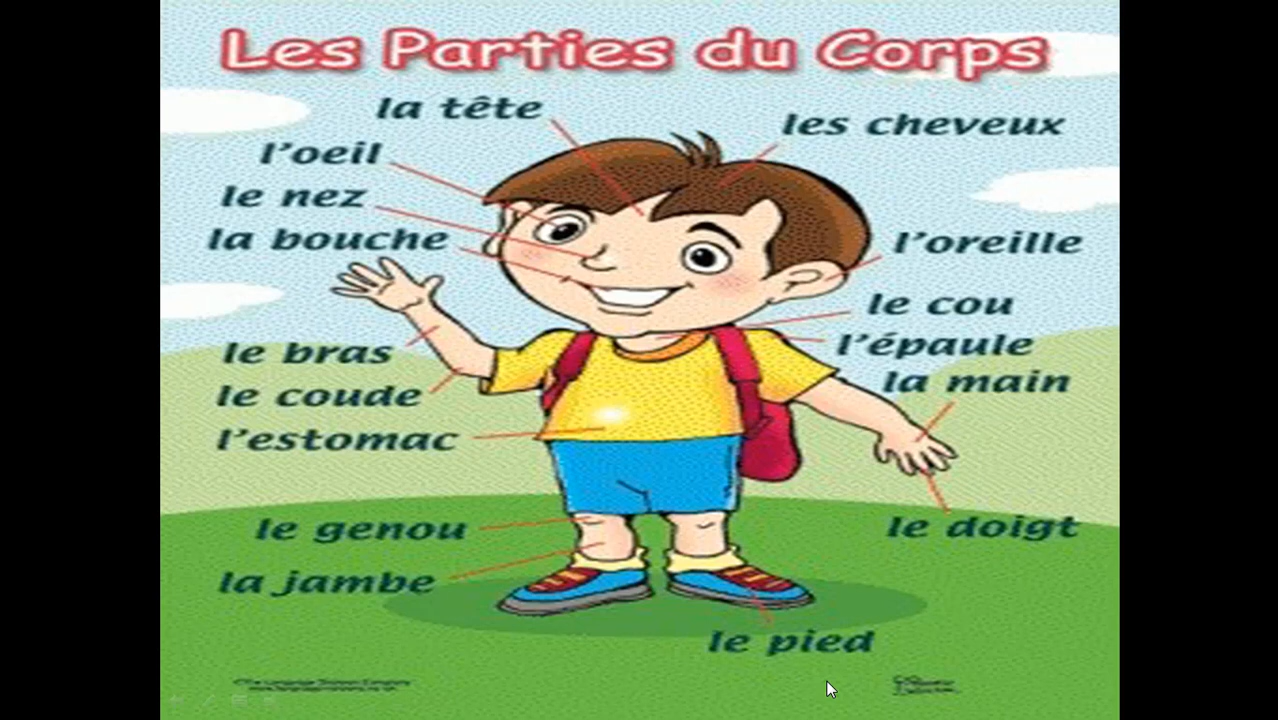 Les Parties du Corps
la tête
les cheveux
l'oeil
le nez
la bouche
l'oreille
le cou
l'épaule
le bras
la main
le coude
l'estomac
le genou
le doigt
la jambe
le pied